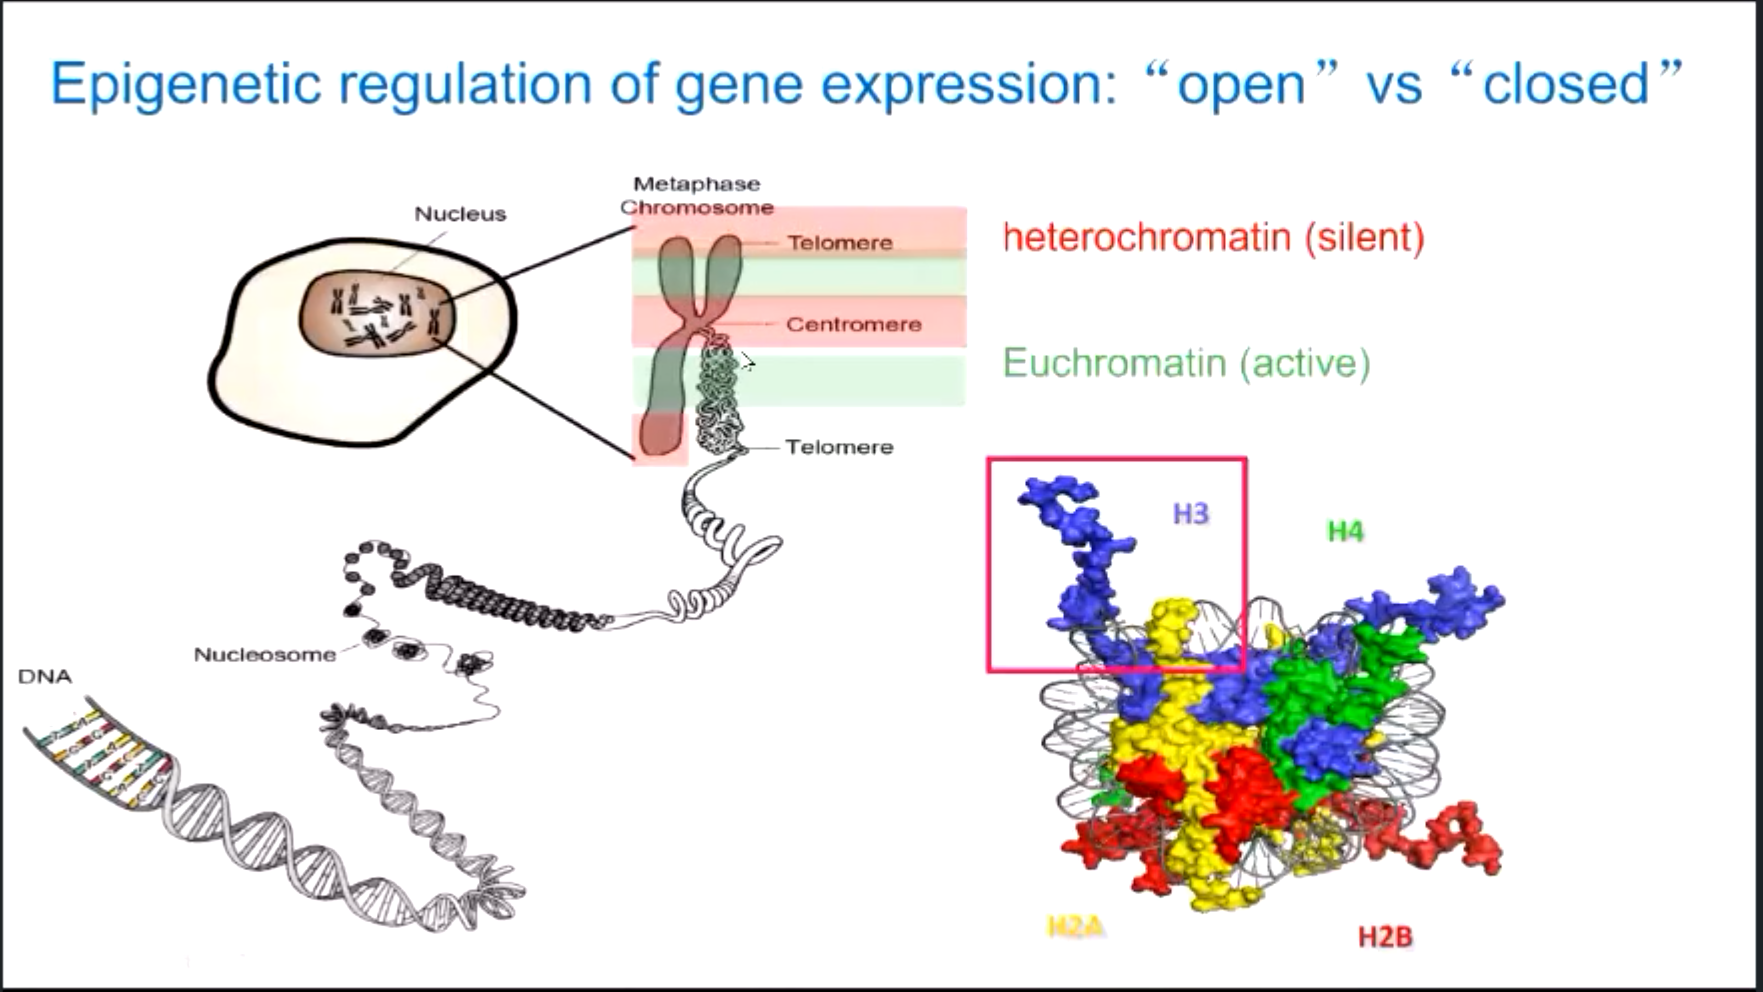 Epigenetic regulation of gene expression: “open” vs “closed”
Metaphase
Chromosome
Nucleus
Telomere
heterochromatin (silent)
Centromere
Euchromatin (active)
Telomere
H3
H4
Nucleosome
DNA
H2A
H2B